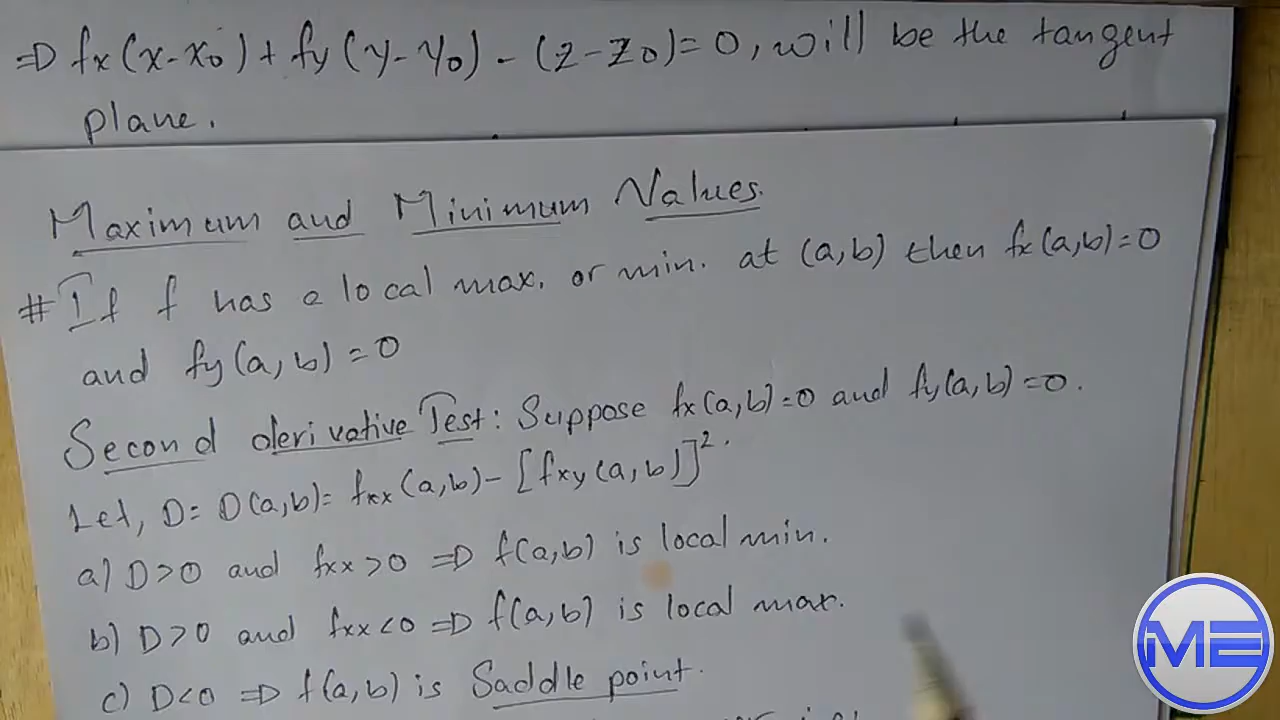 ⇒ fx(x-x₀) + fy(y-y₀) - (z-z₀) = 0, will be the tangent
plane.
Maximum and Minimum Values.
# If f has a local max. or min. at (a,b) then fx(a,b)=0
and fy(a,b)=0
Second derivative Test: Suppose fx(a,b)=0 and fy(a,b)=0.
Let, D = D(a,b) = fxx(a,b) - [fxy(a,b)]².
a) D>0 and fxx>0 ⇒ f(a,b) is local min.
b) D>0 and fxx<0 ⇒ f(a,b) is local max.
c) D<0 ⇒ f(a,b) is Saddle point.
ME